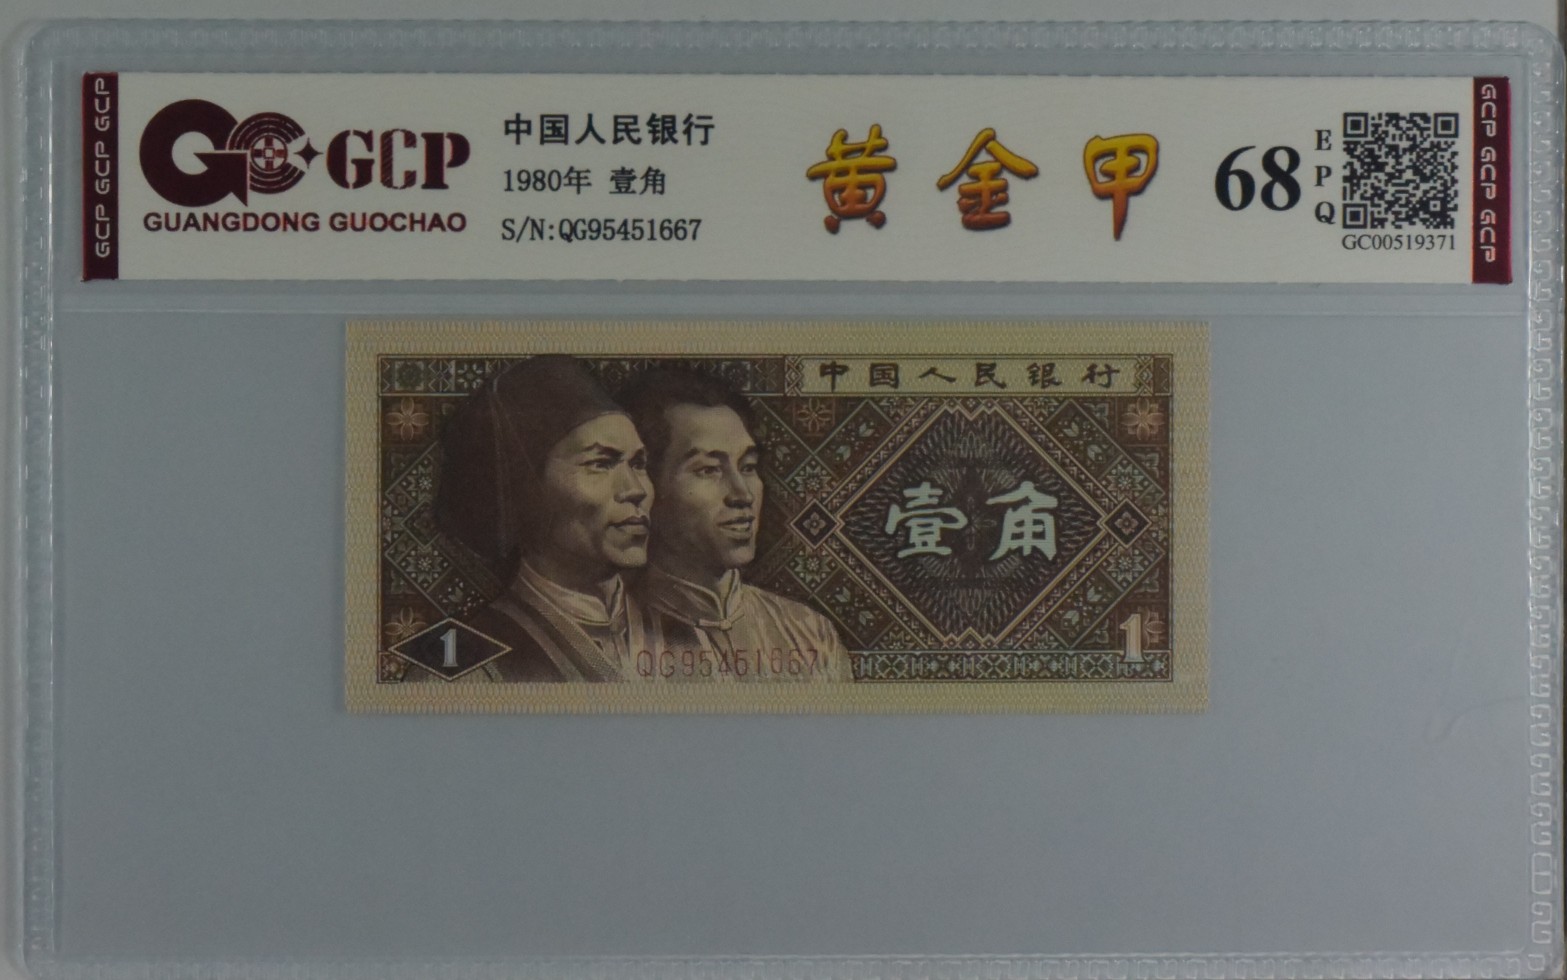 GCP GCP GCP
GCP
GUANGDONG GUOCHAO
中国人民银行
1980年 壹角
S/N:QG95451667
黄金甲
68
EPQ
GC00519371
GCP GCP GCP
中国人民银行
壹角
1
1
QG95451667